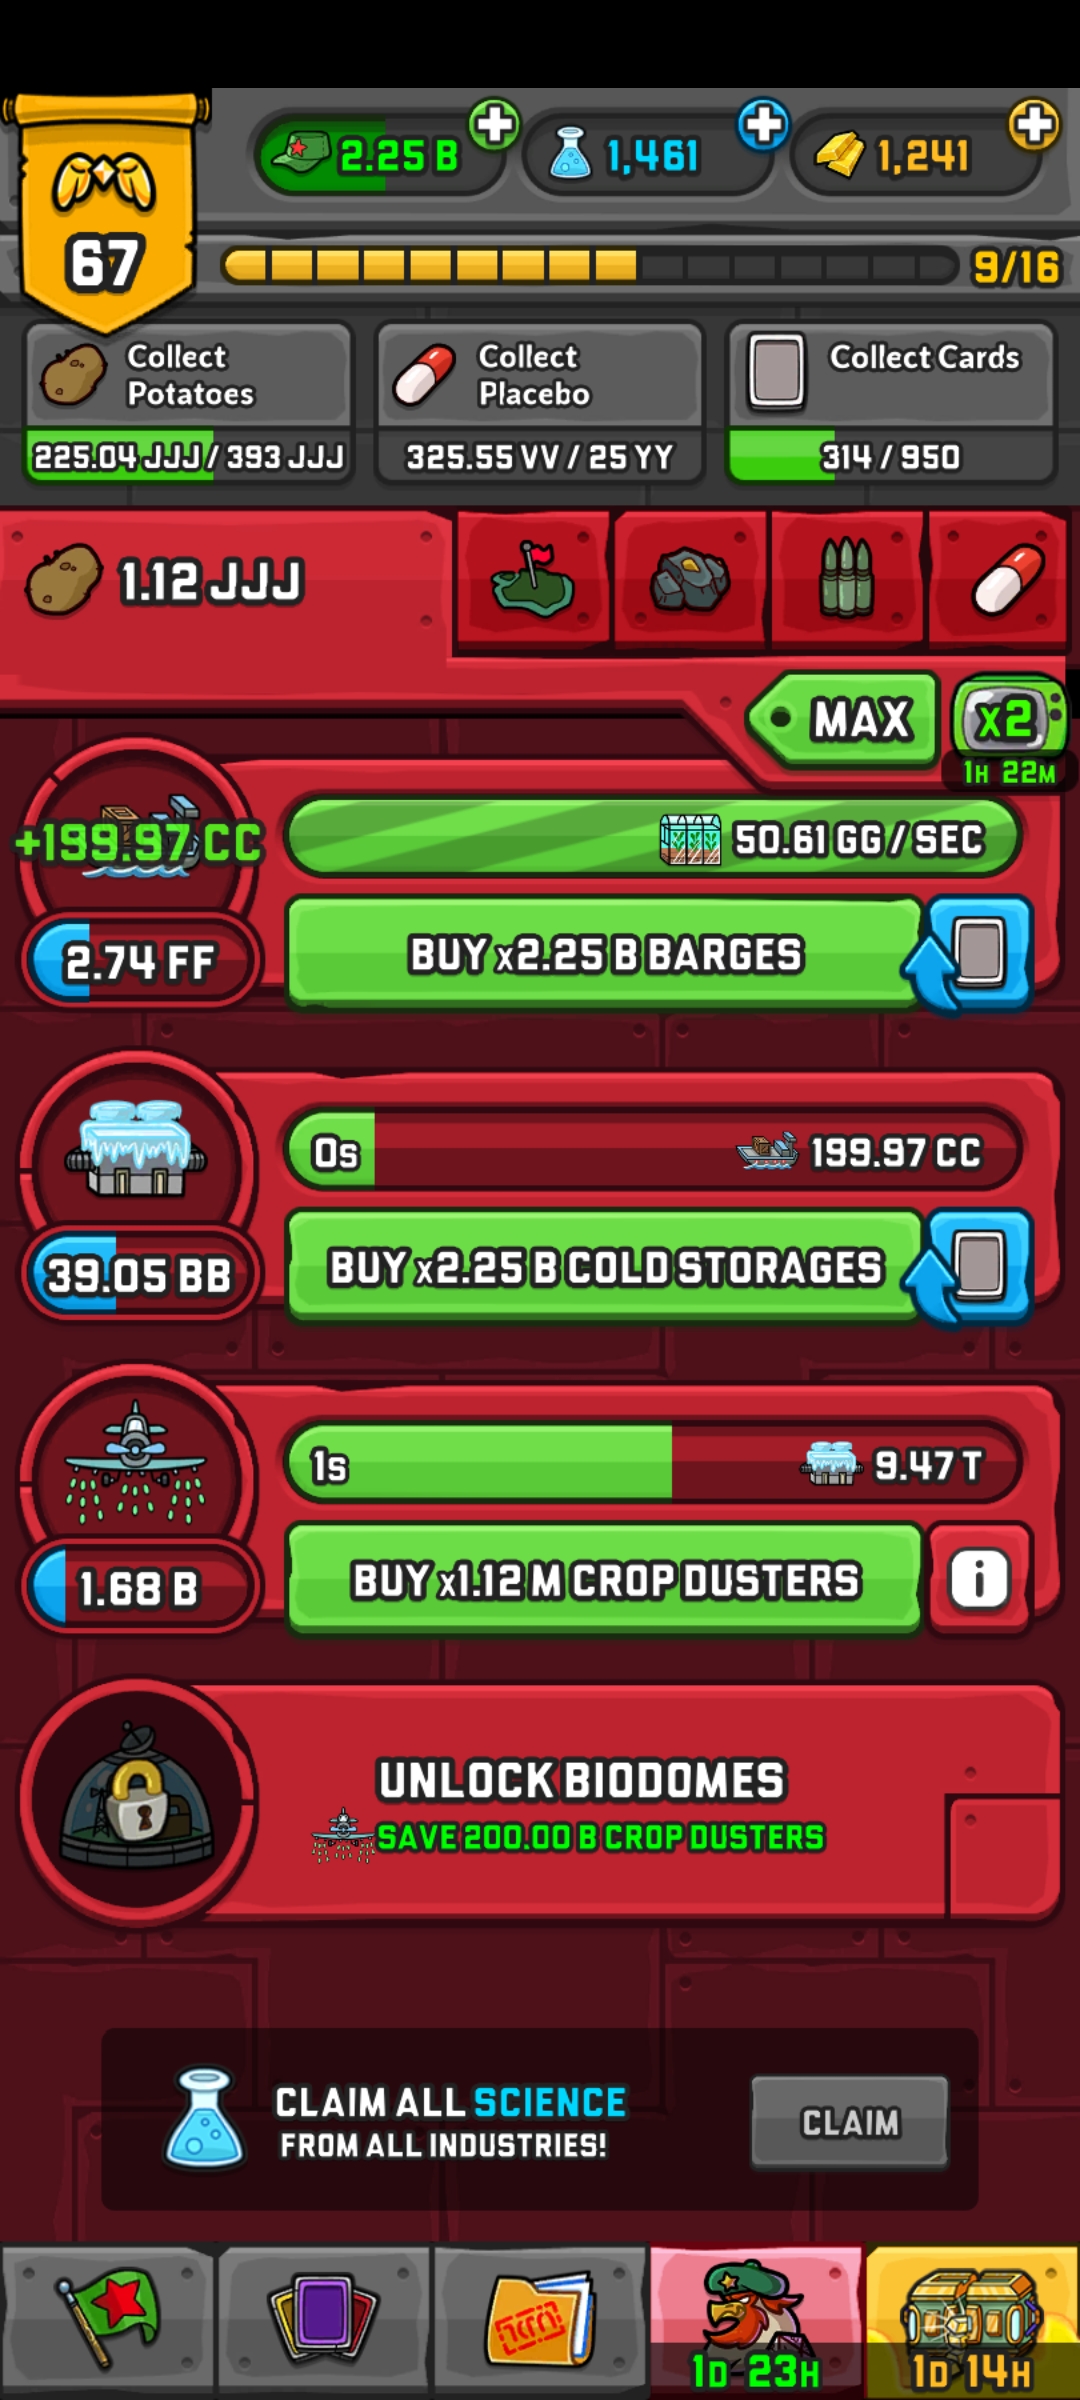 67
2.25 B
1,461
1,241
9/16
Collect
Potatoes
225.04 JJJ / 393 JJJ
Collect
Placebo
325.55 VV / 25 YY
Collect Cards
314 / 950
1.12 JJJ
MAX
x2
1H 22M
+199.97 CC
50.61 GG / SEC
2.74 FF
BUY x2.25 B BARGES
0s
199.97 CC
39.05 BB
BUY x2.25 B COLD STORAGES
1s
9.47 T
1.68 B
BUY x1.12 M CROP DUSTERS
i
UNLOCK BIODOMES
SAVE 200.00 B CROP DUSTERS
CLAIM ALL SCIENCE
FROM ALL INDUSTRIES!
CLAIM
1D 23H
1D 14H